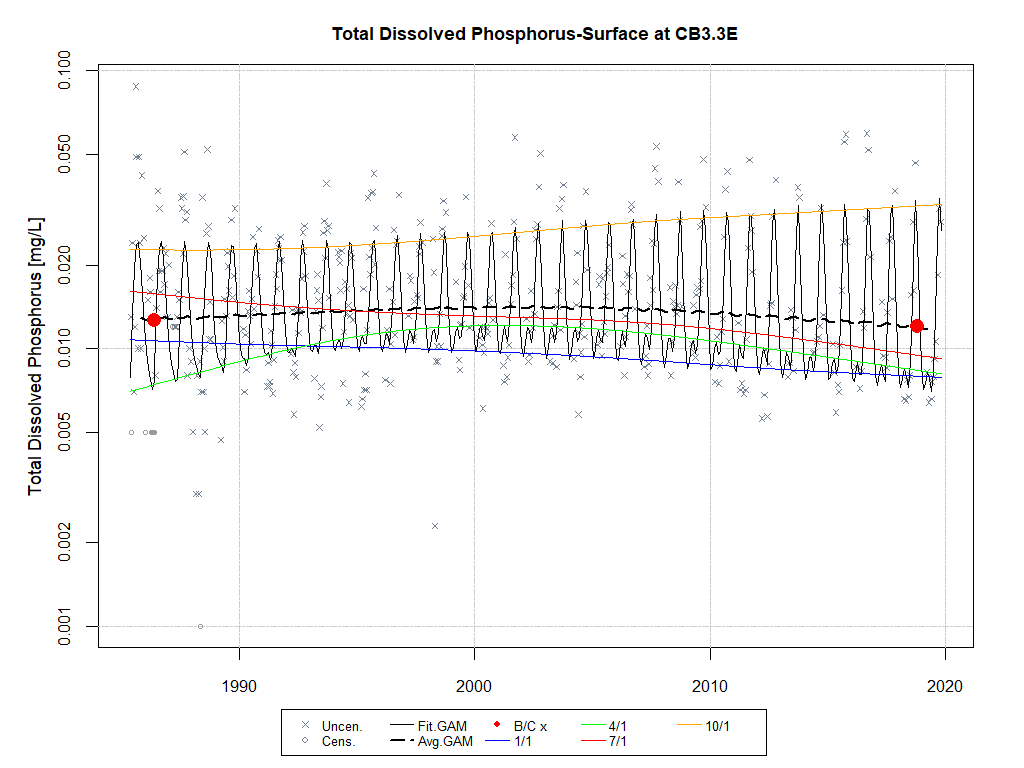 Total Dissolved Phosphorus-Surface at CB3.3E
Total Dissolved Phosphorus [mg/L]
0.100
0.050
0.020
0.010
0.005
0.002
0.001
1990 2000 2010 2020
Uncen. Fit.GAM B/C x 4/1 10/1
Cens. Avg.GAM 1/1 7/1